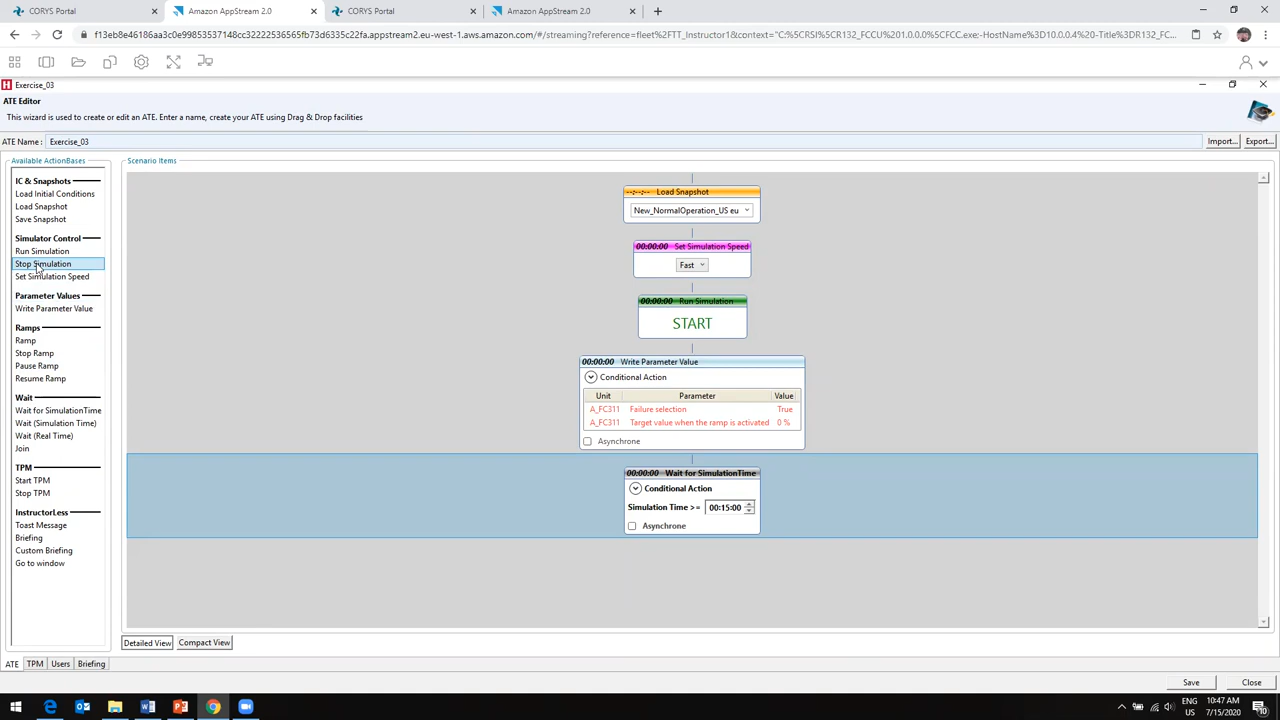 CORYS Portal
Amazon AppStream 2.0
CORYS Portal
Amazon AppStream 2.0
f13eb8e46186aa3c0e99853537148cc32222536565fb73d6335c22fa.appstream2.eu-west-1.aws.amazon.com/#/streaming?reference=fleet%2FTT_Instructor1&context="C:%5CRSI%5CR132_FCCU%201.0.0.0%5CFCC.exe:-HostName%3D10.0.0.4%20-Title%3DR132_FC...
Exercise_03
ATE Editor
This wizard is used to create or edit an ATE. Enter a name, create your ATE using Drag & Drop facilities
ATE Name :
Exercise_03
Import...
Export...
Available ActionBases
IC & Snapshots
Load Initial Conditions
Load Snapshot
Save Snapshot
Simulator Control
Run Simulation
Stop Simulation
Set Simulation Speed
Parameter Values
Write Parameter Value
Ramps
Ramp
Stop Ramp
Pause Ramp
Resume Ramp
Wait
Wait for SimulationTime
Wait (Simulation Time)
Wait (Real Time)
Join
TPM
Start TPM
Stop TPM
InstructorLess
Toast Message
Briefing
Custom Briefing
Go to window
Scenario Items
--:--:-- Load Snapshot
New_NormalOperation_US eu
00:00:00 Set Simulation Speed
Fast
00:00:00 Run Simulation
START
00:00:00 Write Parameter Value
Conditional Action
Unit Parameter Value
A_FC311 Failure selection True
A_FC311 Target value when the ramp is activated 0 %
Asynchrone
00:00:00 Wait for SimulationTime
Conditional Action
Simulation Time >= 00:15:00
Asynchrone
Detailed View
Compact View
ATE TPM Users Briefing
Save
Close
ENG
US
10:47 AM
7/15/2020
10